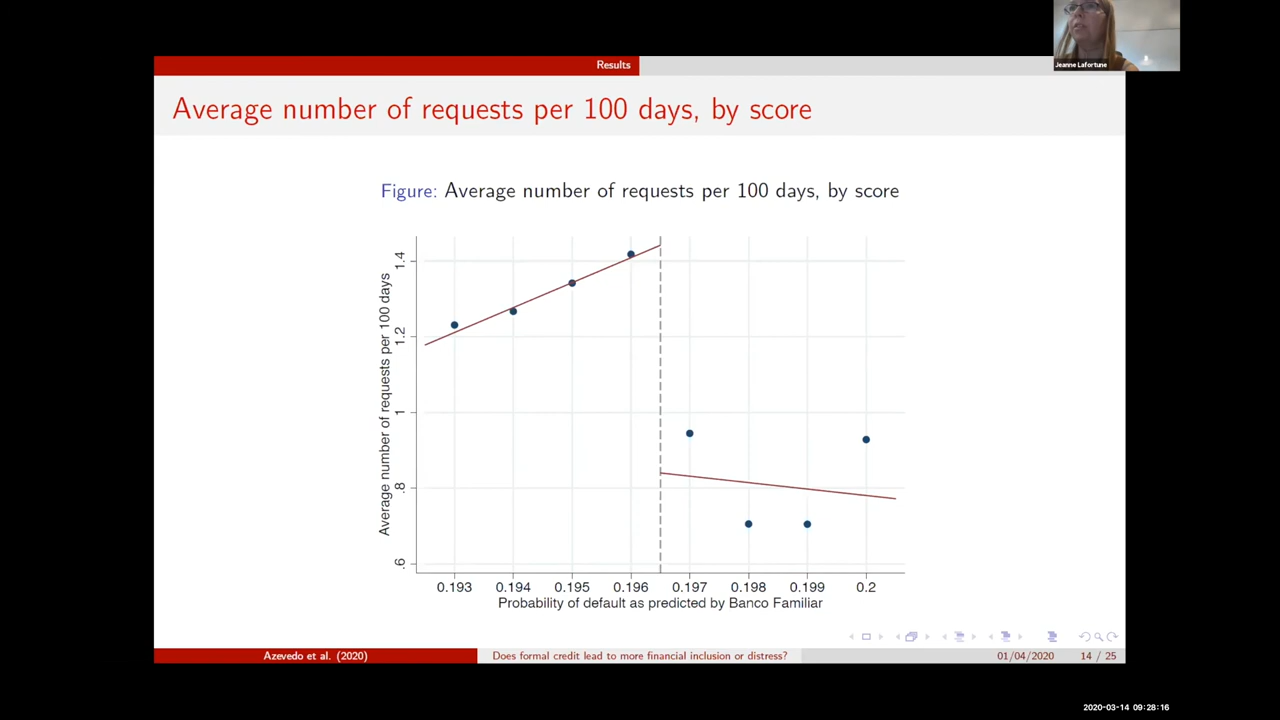 Jeanne Lafortune
Results
Average number of requests per 100 days, by score
Figure: Average number of requests per 100 days, by score
Average number of requests per 100 days
1.4
1.2
1
.8
.6
0.193 0.194 0.195 0.196 0.197 0.198 0.199 0.2
Probability of default as predicted by Banco Familiar
Azevedo et al. (2020) Does formal credit lead to more financial inclusion or distress? 01/04/2020 14 / 25
2020-03-14 09:28:16